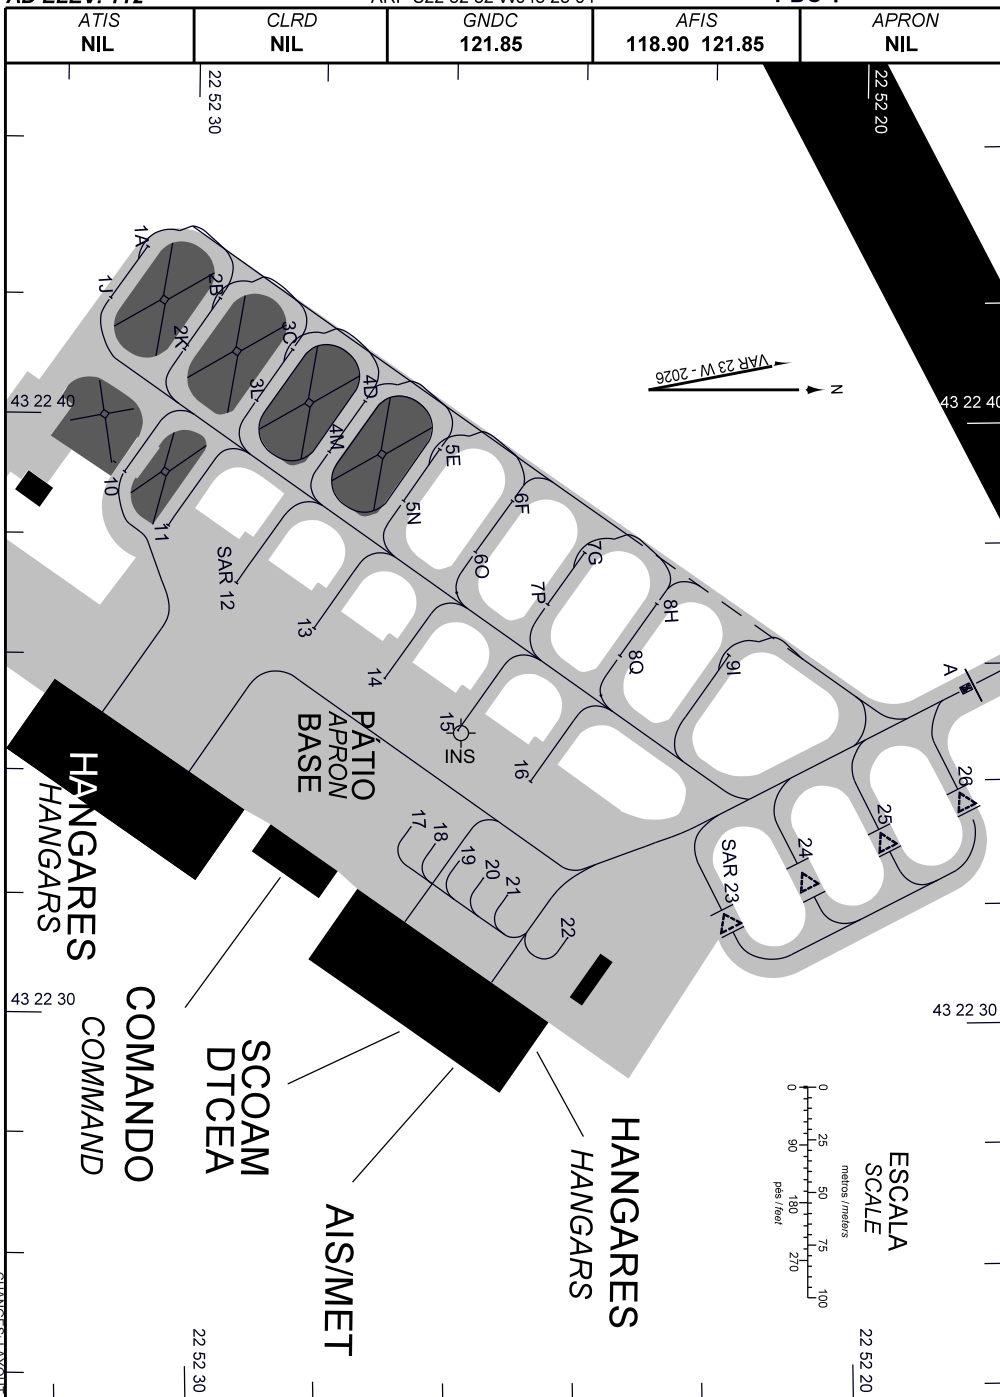 ATIS
NIL
CLRD
NIL
GNDC
121.85
AFIS
118.90 121.85
APRON
NIL
22 52 30
22 52 20
1A
1J
2B
2K
3C
3L
4D
4M
5E
5N
6F
6O
7G
7P
8H
8Q
9I
10
11
SAR 12
13
14
15
INS
16
17
18
19
20
21
22
SAR 23
24
25
26
A
VAR 23 W - 2026
N
43 22 40
43 22 40
PÁTIO
APRON
BASE
HANGARES
HANGARS
43 22 30
43 22 30
COMANDO
COMMAND
SCOAM
DTCEA
AIS/MET
HANGARES
HANGARS
ESCALA
SCALE
metros / meters
0 25 50 75 100
0 90 180 270
pés / feet
22 52 30
22 52 20